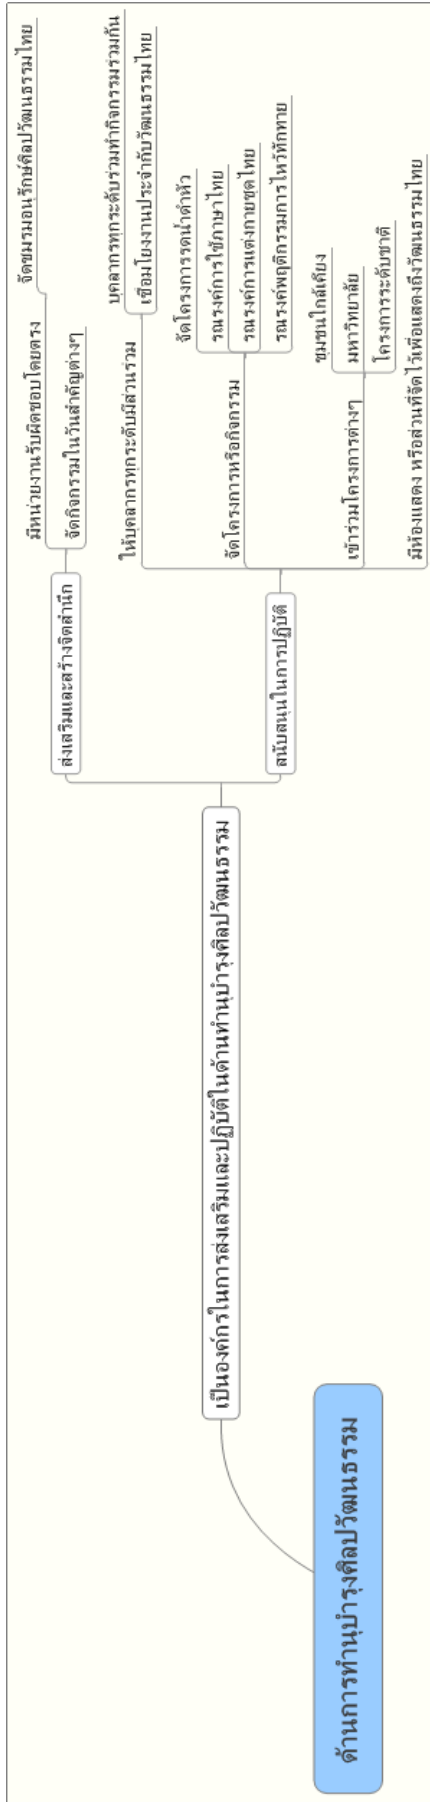 ด้านการทำนุบำรุงศิลปวัฒนธรรม
เป็นองค์กรในการส่งเสริมและปฏิบัติในด้านทำนุบำรุงศิลปวัฒนธรรม
ส่งเสริมและสร้างจิตสำนึก
มีหน่วยงานรับผิดชอบโดยตรง
จัดชมรมอนุรักษ์ศิลปวัฒนธรรมไทย
จัดกิจกรรมในวันสำคัญต่างๆ
สนับสนุนในการปฏิบัติ
ให้บุคลากรทุกระดับมีส่วนร่วม
บุคลากรทุกระดับร่วมทำกิจกรรมร่วมกัน
เชื่อมโยงงานประจำกับวัฒนธรรมไทย
จัดโครงการหรือกิจกรรม
จัดโครงการรดน้ำดำหัว
รณรงค์การใช้ภาษาไทย
รณรงค์การแต่งกายชุดไทย
รณรงค์พฤติกรรมการไหว้ทักทาย
เข้าร่วมโครงการต่างๆ
ชุมชนใกล้เคียง
มหาวิทยาลัย
โครงการระดับชาติ
มีห้องแสดง หรือส่วนที่จัดไว้เพื่อแสดงถึงวัฒนธรรมไทย